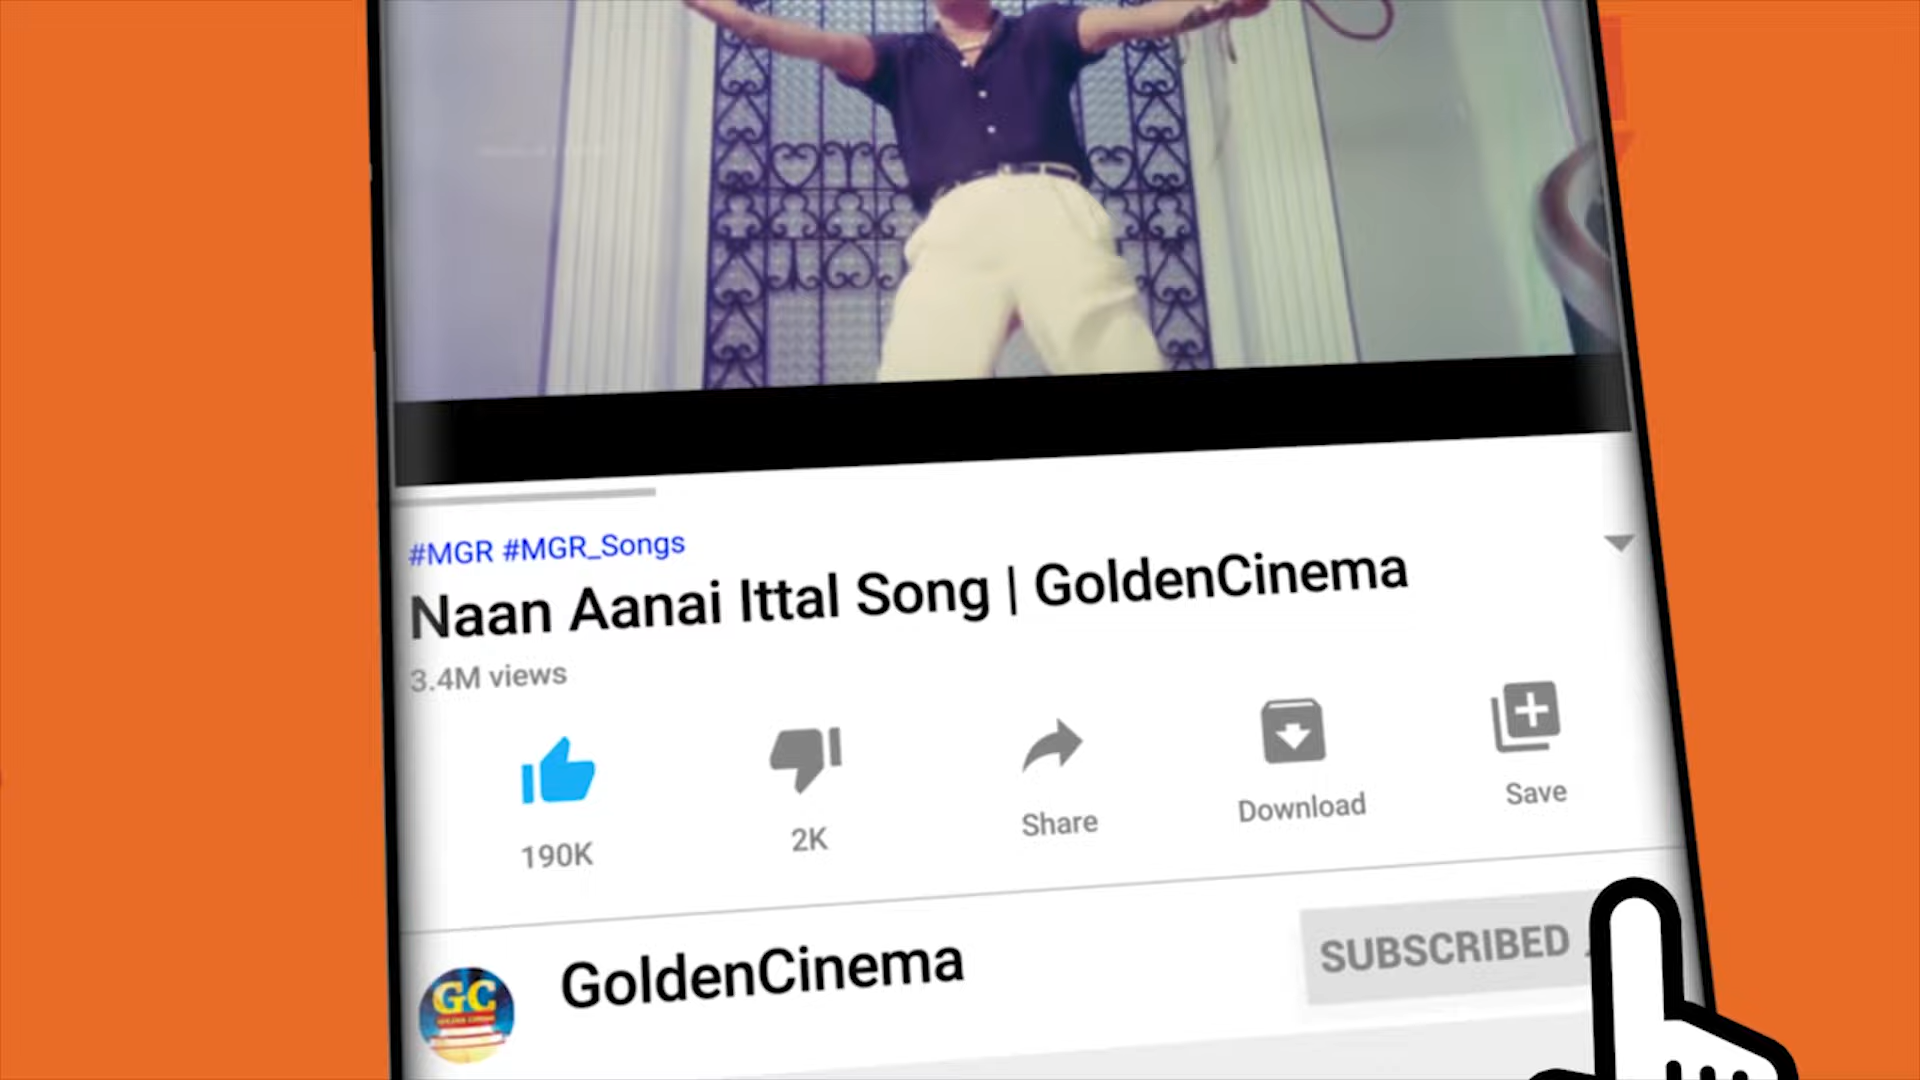 #MGR #MGR_Songs
Naan Aanai Ittal Song | GoldenCinema
3.4M views
190K
2K
Share
Download
Save
GC
GoldenCinema
SUBSCRIBED